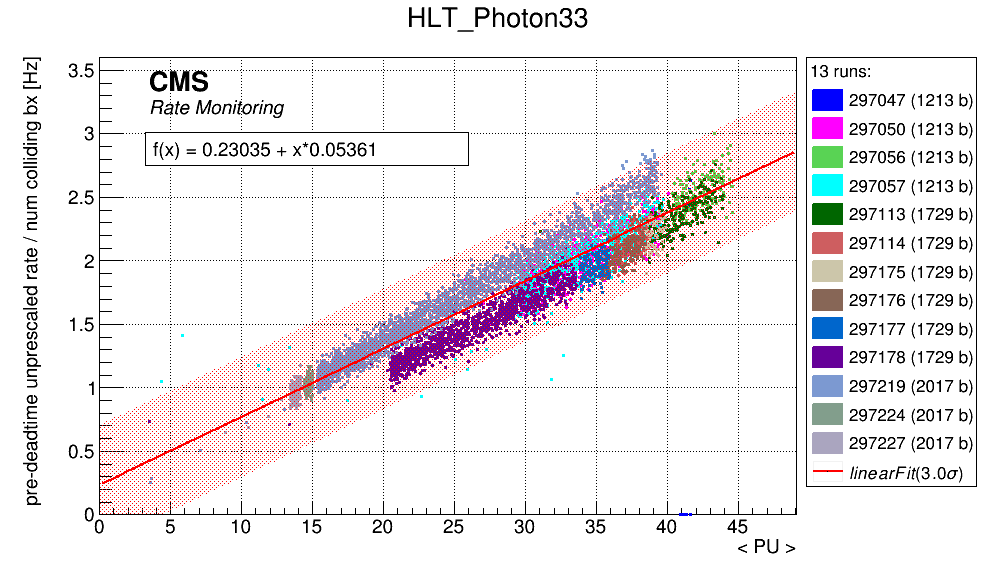 HLT_Photon33
pre-deadtime unprescaled rate / num colliding bx [Hz]
CMS
Rate Monitoring
f(x) = 0.23035 + x*0.05361
3.5
3
2.5
2
1.5
1
0.5
0
0 5 10 15 20 25 30 35 40 45
< PU >
13 runs:
297047 (1213 b)
297050 (1213 b)
297056 (1213 b)
297057 (1213 b)
297113 (1729 b)
297114 (1729 b)
297175 (1729 b)
297176 (1729 b)
297177 (1729 b)
297178 (1729 b)
297219 (2017 b)
297224 (2017 b)
297227 (2017 b)
linearFit(3.0σ)